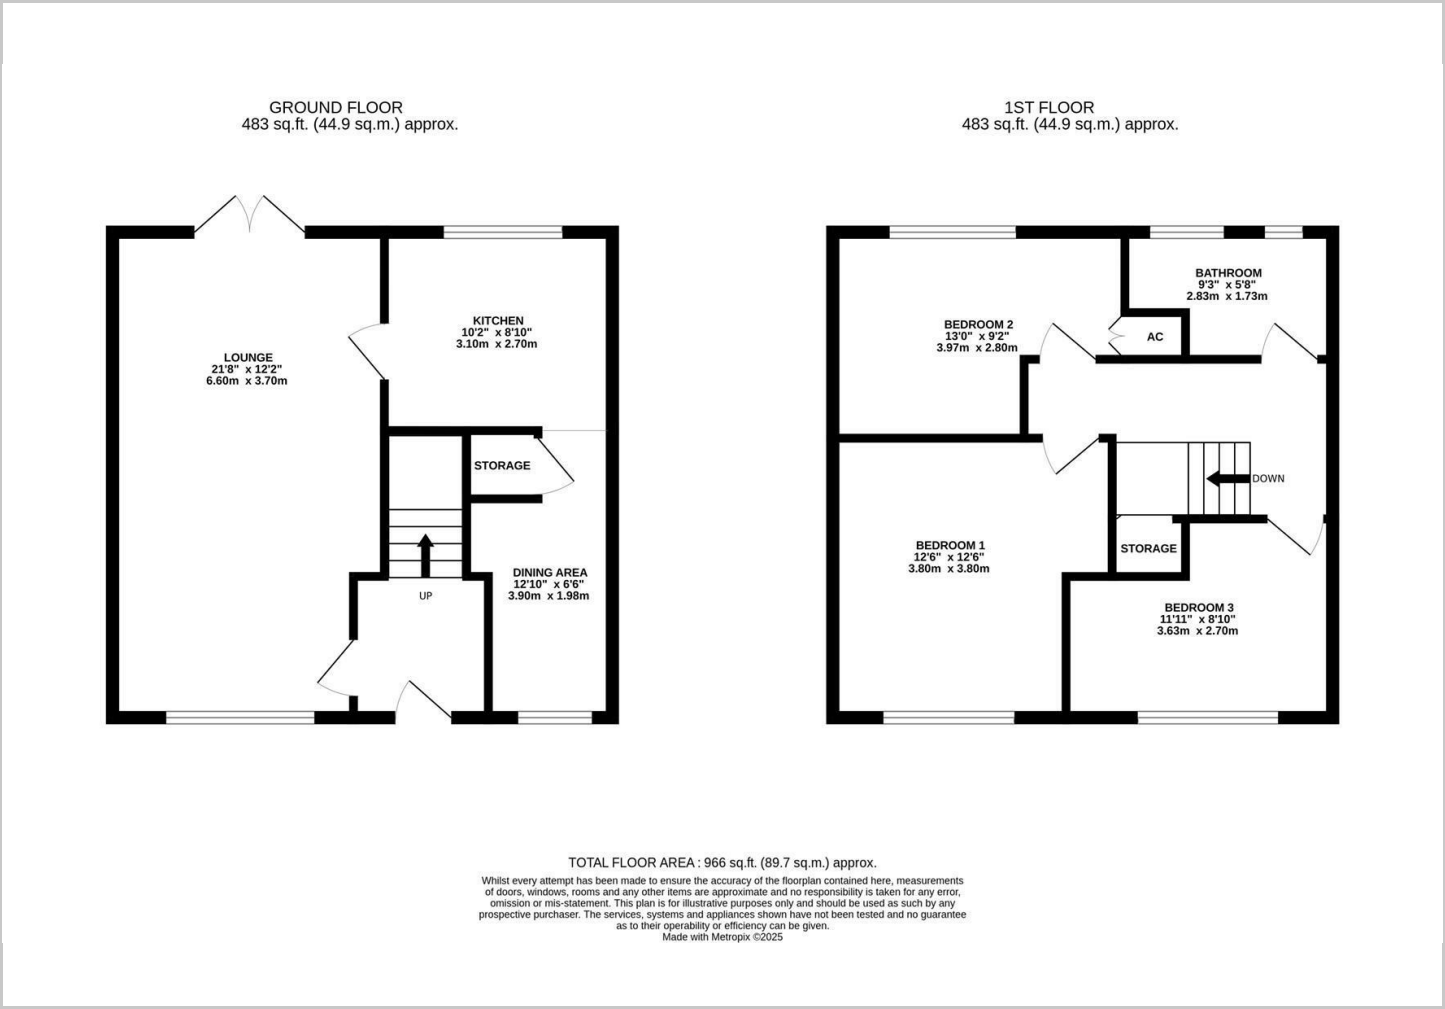 GROUND FLOOR
483 sq.ft. (44.9 sq.m.) approx.
1ST FLOOR
483 sq.ft. (44.9 sq.m.) approx.
LOUNGE
21'8" x 12'2"
6.60m x 3.70m
KITCHEN
10'2" x 8'10"
3.10m x 2.70m
STORAGE
DINING AREA
12'10" x 6'6"
3.90m x 1.98m
UP
BEDROOM 2
13'0" x 9'2"
3.97m x 2.80m
BATHROOM
9'3" x 5'8"
2.83m x 1.73m
AC
DOWN
BEDROOM 1
12'6" x 12'6"
3.80m x 3.80m
STORAGE
BEDROOM 3
11'11" x 8'10"
3.63m x 2.70m
TOTAL FLOOR AREA : 966 sq.ft. (89.7 sq.m.) approx.
Whilst every attempt has been made to ensure the accuracy of the floorplan contained here, measurements
of doors, windows, rooms and any other items are approximate and no responsibility is taken for any error,
omission or mis-statement. This plan is for illustrative purposes only and should be used as such by any
prospective purchaser. The services, systems and appliances shown have not been tested and no guarantee
as to their operability or efficiency can be given.
Made with Metropix ©2025